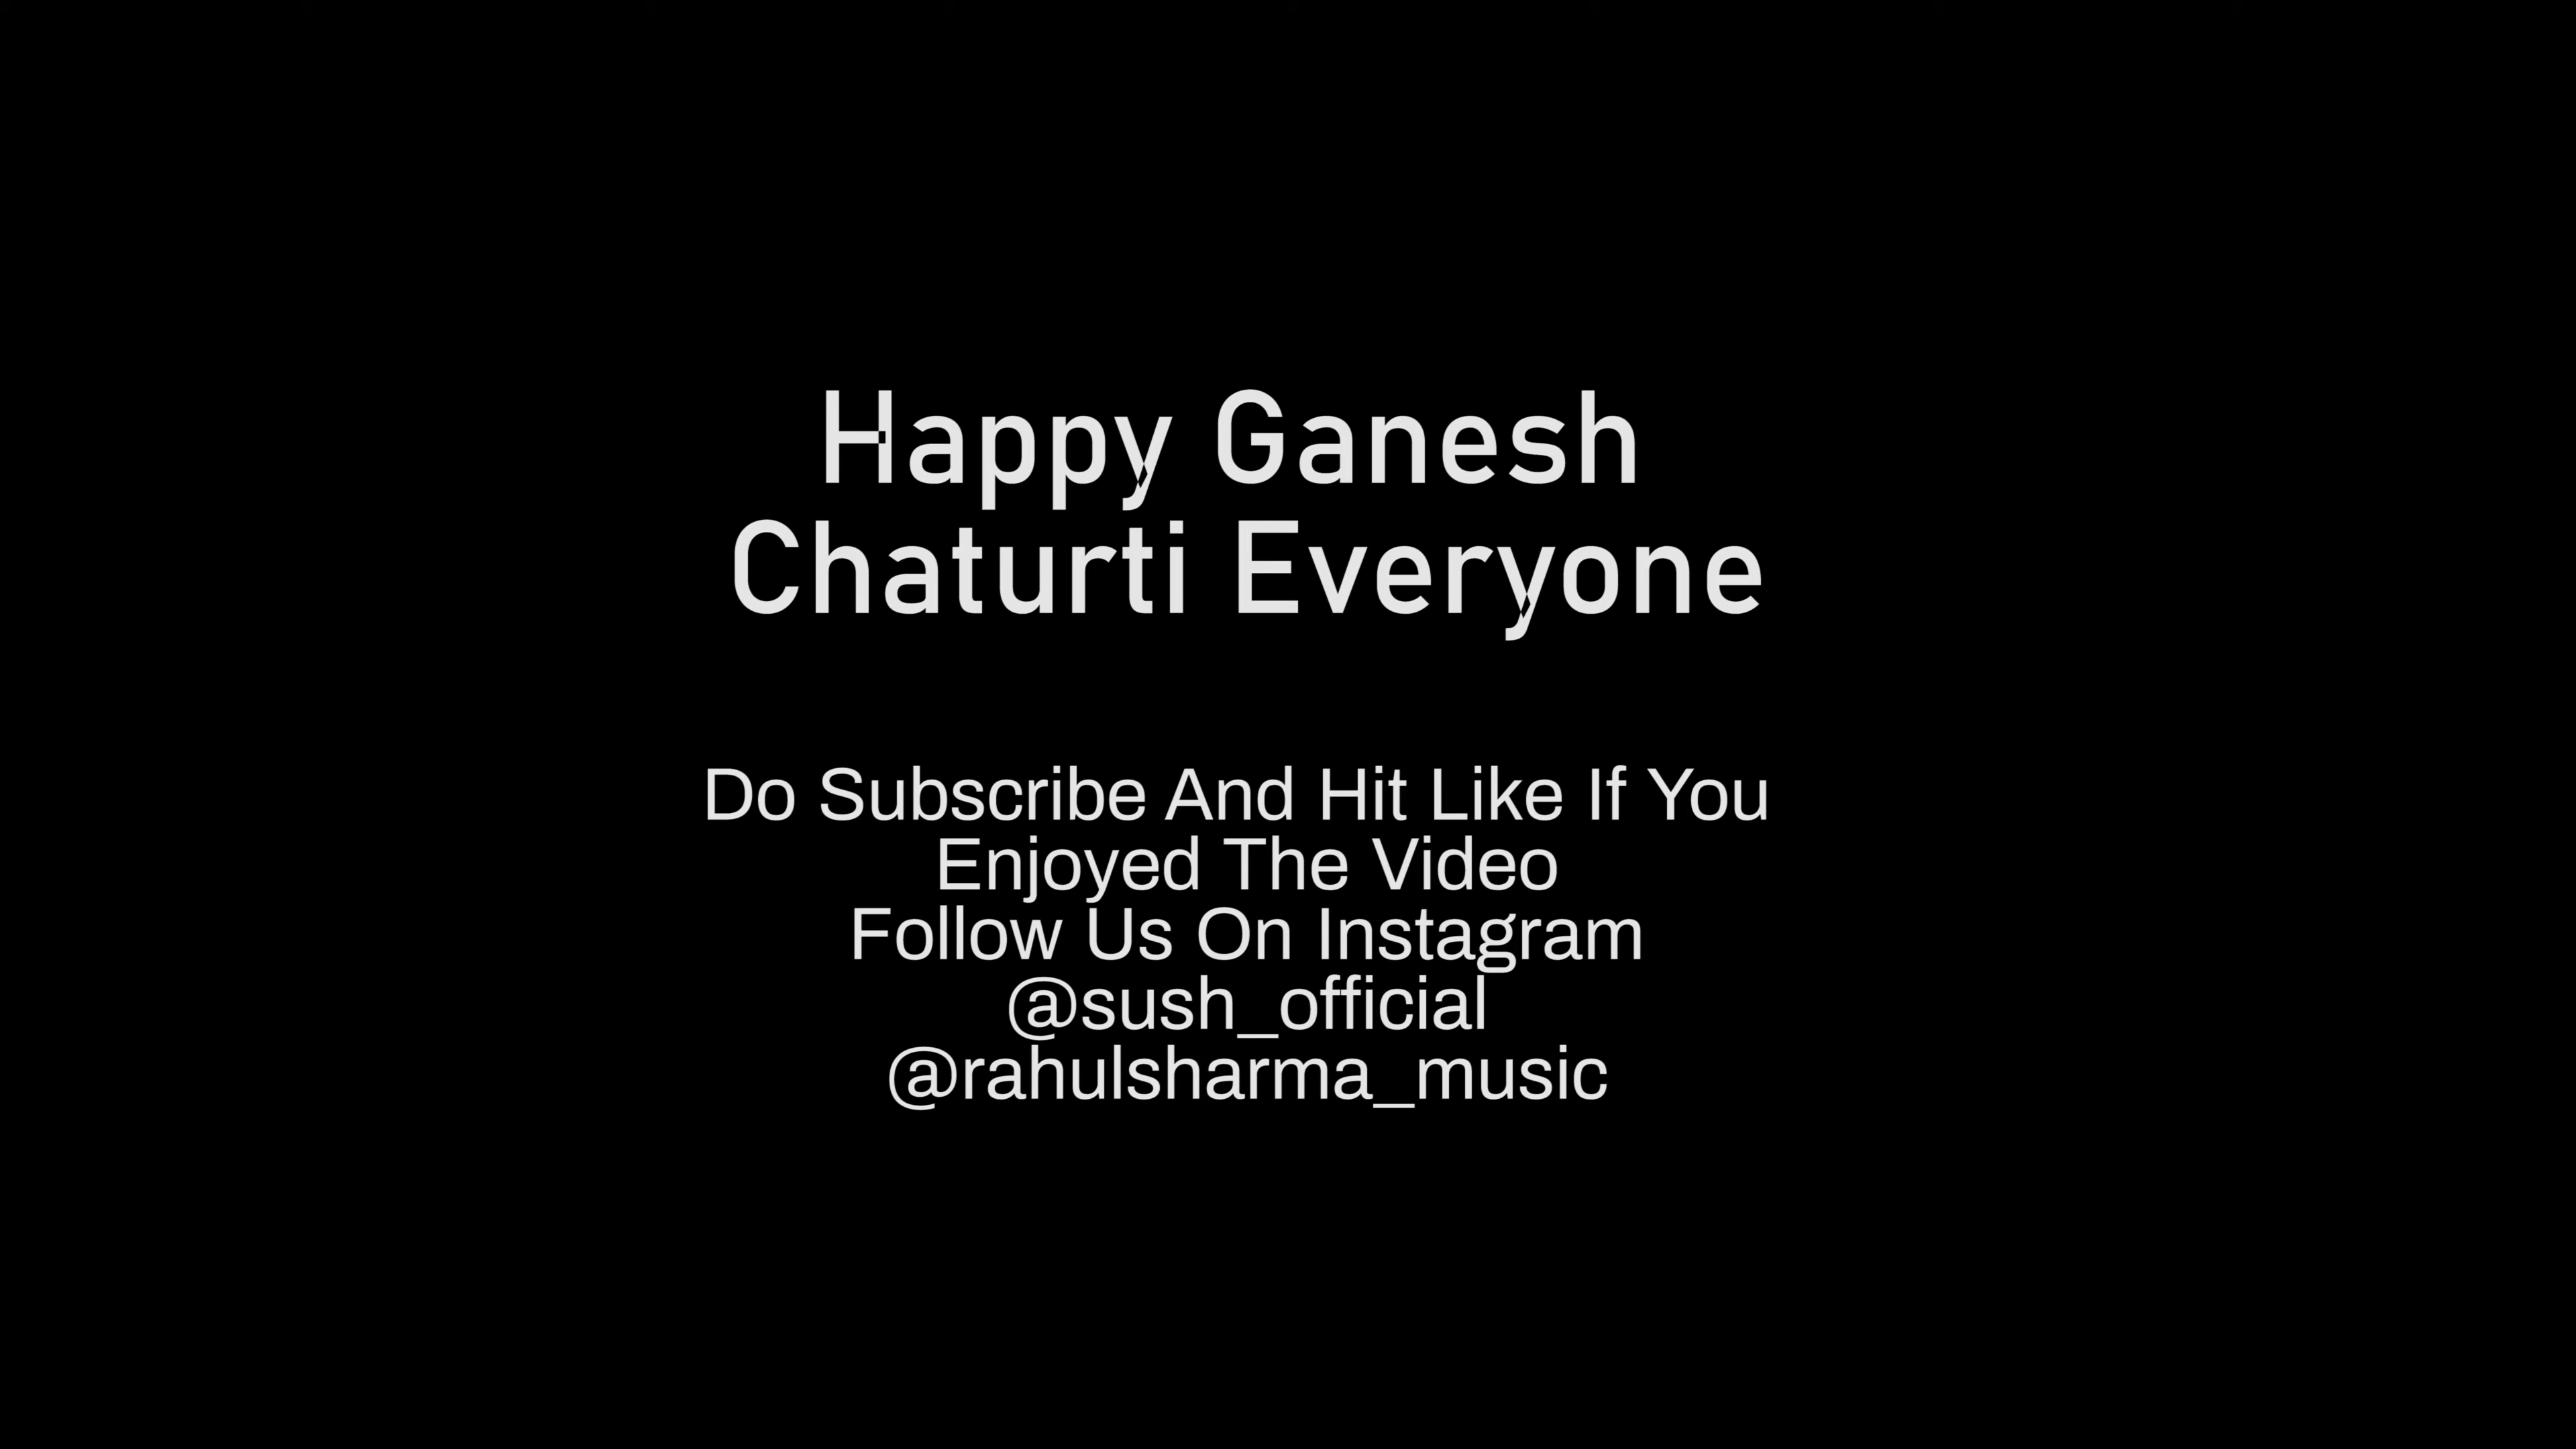 Happy Ganesh
Chaturti Everyone
Do Subscribe And Hit Like If You
Enjoyed The Video
Follow Us On Instagram
@sush_official
@rahulsharma_music